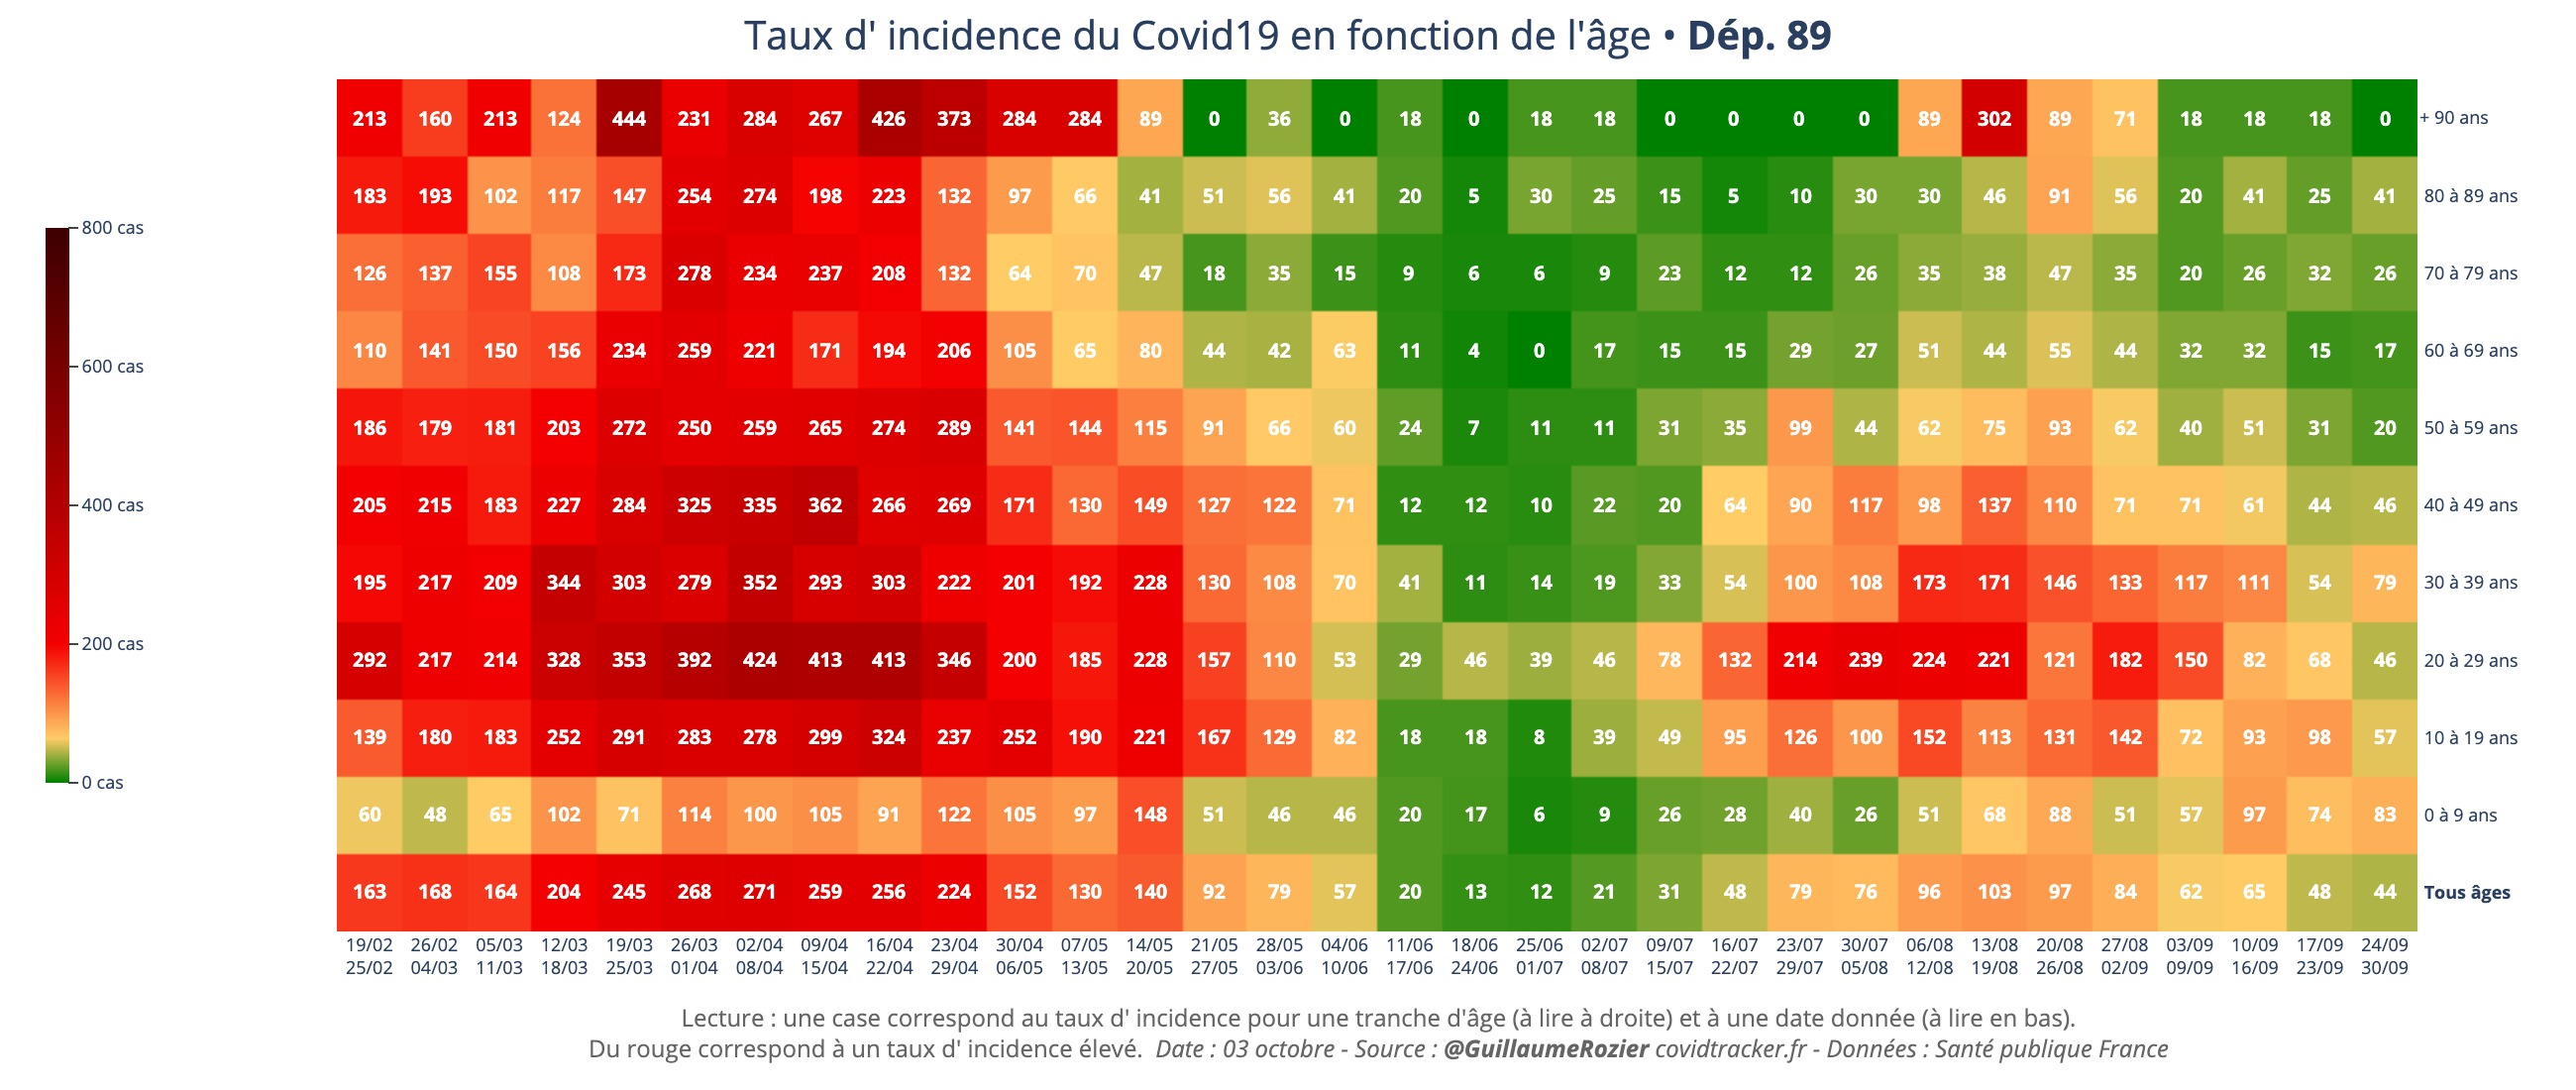 Taux d' incidence du Covid19 en fonction de l'âge • Dép. 89
213 160 213 124 444 231 284 267 426 373 284 284 89 0 36 0 18 0 18 18 0 0 0 0 89 302 89 71 18 18 18 0 + 90 ans
183 193 102 117 147 254 274 198 223 132 97 66 41 51 56 41 20 5 30 25 15 5 10 30 30 46 91 56 20 41 25 41 80 à 89 ans
800 cas
126 137 155 108 173 278 234 237 208 132 64 70 47 18 35 15 9 6 6 9 23 12 12 26 35 38 47 35 20 26 32 26 70 à 79 ans
110 141 150 156 234 259 221 171 194 206 105 65 80 44 42 63 11 4 0 17 15 15 29 27 51 44 55 44 32 32 15 17 60 à 69 ans
600 cas
186 179 181 203 272 250 259 265 274 289 141 144 115 91 66 60 24 7 11 11 31 35 99 44 62 75 93 62 40 51 31 20 50 à 59 ans
400 cas
205 215 183 227 284 325 335 362 266 269 171 130 149 127 122 71 12 12 10 22 20 64 90 117 98 137 110 71 71 61 44 46 40 à 49 ans
195 217 209 344 303 279 352 293 303 222 201 192 228 130 108 70 41 11 14 19 33 54 100 108 173 171 146 133 117 111 54 79 30 à 39 ans
200 cas
292 217 214 328 353 392 424 413 413 346 200 185 228 157 110 53 29 46 39 46 78 132 214 239 224 221 121 182 150 82 68 46 20 à 29 ans
139 180 183 252 291 283 278 299 324 237 252 190 221 167 129 82 18 18 8 39 49 95 126 100 152 113 131 142 72 93 98 57 10 à 19 ans
0 cas
60 48 65 102 71 114 100 105 91 122 105 97 148 51 46 46 20 17 6 9 26 28 40 26 51 68 88 51 57 97 74 83 0 à 9 ans
163 168 164 204 245 268 271 259 256 224 152 130 140 92 79 57 20 13 12 21 31 48 79 76 96 103 97 84 62 65 48 44 Tous âges
19/02 26/02 05/03 12/03 19/03 26/03 02/04 09/04 16/04 23/04 30/04 07/05 14/05 21/05 28/05 04/06 11/06 18/06 25/06 02/07 09/07 16/07 23/07 30/07 06/08 13/08 20/08 27/08 03/09 10/09 17/09 24/09
25/02 04/03 11/03 18/03 25/03 01/04 08/04 15/04 22/04 29/04 06/05 13/05 20/05 27/05 03/06 10/06 17/06 24/06 01/07 08/07 15/07 22/07 29/07 05/08 12/08 19/08 26/08 02/09 09/09 16/09 23/09 30/09
Lecture : une case correspond au taux d' incidence pour une tranche d'âge (à lire à droite) et à une date donnée (à lire en bas).
Du rouge correspond à un taux d' incidence élevé. Date : 03 octobre - Source : @GuillaumeRozier covidtracker.fr - Données : Santé publique France